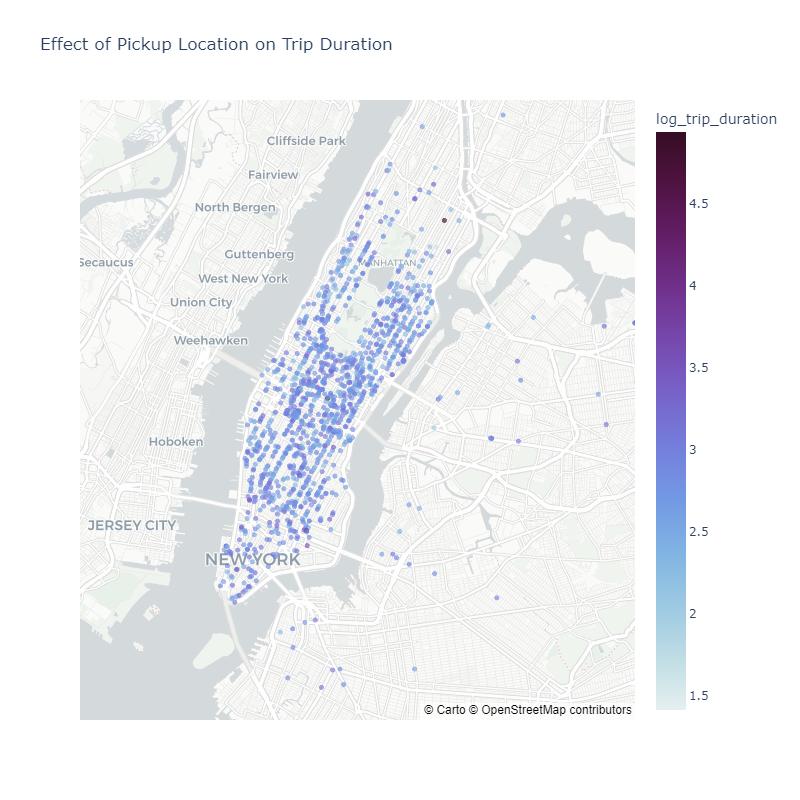 Effect of Pickup Location on Trip Duration
log_trip_duration
Cliffside Park
Fairview
North Bergen
Guttenberg
Secaucus
MANHATTAN
West New York
Union City
Weehawken
Hoboken
JERSEY CITY
NEW YORK
4.5
4
3.5
3
2.5
2
1.5
© Carto © OpenStreetMap contributors